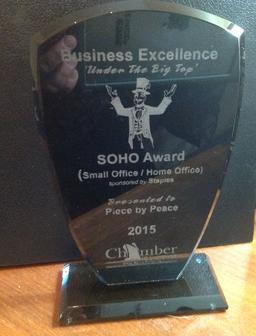 Business Excellence
'Under The Big Top'
SOHO Award
(Small Office / Home Office)
Sponsored by Staples
Presented to
Piece by Peace
2015
Chamber